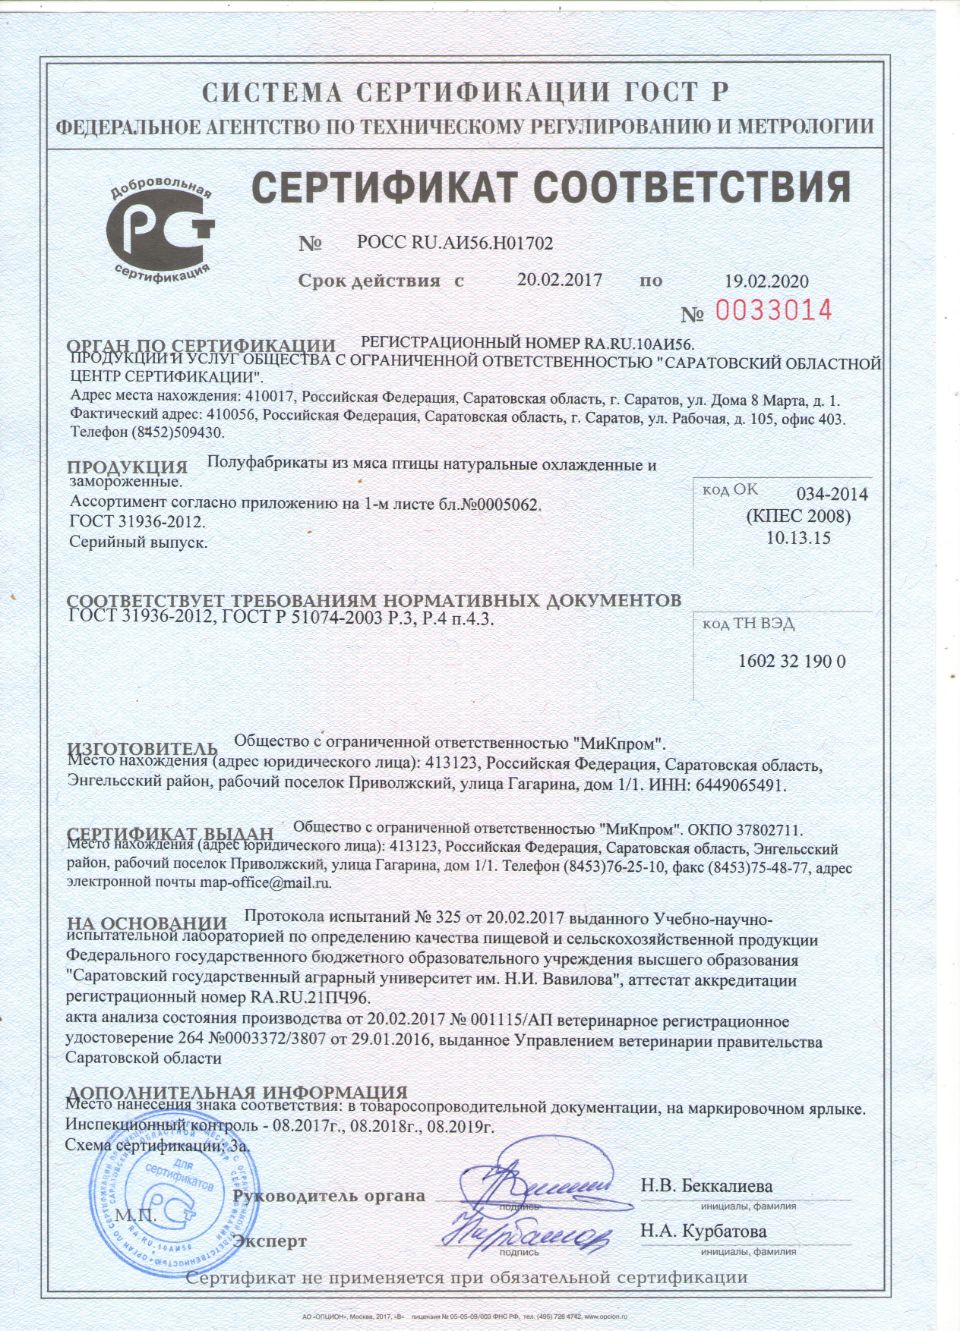 СИСТЕМА СЕРТИФИКАЦИИ ГОСТ Р
ФЕДЕРАЛЬНОЕ АГЕНТСТВО ПО ТЕХНИЧЕСКОМУ РЕГУЛИРОВАНИЮ И МЕТРОЛОГИИ
Добровольная
РСТ
сертификация
СЕРТИФИКАТ СООТВЕТСТВИЯ
№ РОСС RU.АИ56.Н01702
Срок действия с 20.02.2017 по 19.02.2020
№ 0033014
ОРГАН ПО СЕРТИФИКАЦИИ РЕГИСТРАЦИОННЫЙ НОМЕР RA.RU.10АИ56.
ПРОДУКЦИИ И УСЛУГ ОБЩЕСТВА С ОГРАНИЧЕННОЙ ОТВЕТСТВЕННОСТЬЮ "САРАТОВСКИЙ ОБЛАСТНОЙ
ЦЕНТР СЕРТИФИКАЦИИ".
Адрес места нахождения: 410017, Российская Федерация, Саратовская область, г. Саратов, ул. Дома 8 Марта, д. 1.
Фактический адрес: 410056, Российская Федерация, Саратовская область, г. Саратов, ул. Рабочая, д. 105, офис 403.
Телефон (8452)509430.
ПРОДУКЦИЯ Полуфабрикаты из мяса птицы натуральные охлажденные и
замороженные.
Ассортимент согласно приложению на 1-м листе бл.№0005062.
ГОСТ 31936-2012.
Серийный выпуск.
код ОК 034-2014
(КПЕС 2008)
10.13.15
СООТВЕТСТВУЕТ ТРЕБОВАНИЯМ НОРМАТИВНЫХ ДОКУМЕНТОВ
ГОСТ 31936-2012, ГОСТ Р 51074-2003 Р.3, Р.4 п.4.3.
код ТН ВЭД
1602 32 190 0
ИЗГОТОВИТЕЛЬ Общество с ограниченной ответственностью "МиКпром".
Место нахождения (адрес юридического лица): 413123, Российская Федерация, Саратовская область,
Энгельсский район, рабочий поселок Приволжский, улица Гагарина, дом 1/1. ИНН: 6449065491.
СЕРТИФИКАТ ВЫДАН Общество с ограниченной ответственностью "МиКпром". ОКПО 37802711.
Место нахождения (адрес юридического лица): 413123, Российская Федерация, Саратовская область, Энгельсский
район, рабочий поселок Приволжский, улица Гагарина, дом 1/1. Телефон (8453)76-25-10, факс (8453)75-48-77, адрес
электронной почты map-office@mail.ru.
НА ОСНОВАНИИ Протокола испытаний № 325 от 20.02.2017 выданного Учебно-научно-
испытательной лабораторией по определению качества пищевой и сельскохозяйственной продукции
Федерального государственного бюджетного образовательного учреждения высшего образования
"Саратовский государственный аграрный университет им. Н.И. Вавилова", аттестат аккредитации
регистрационный номер RA.RU.21ПЧ96.
акта анализа состояния производства от 20.02.2017 № 001115/АП ветеринарное регистрационное
удостоверение 264 №0003372/3807 от 29.01.2016, выданное Управлением ветеринарии правительства
Саратовской области
ДОПОЛНИТЕЛЬНАЯ ИНФОРМАЦИЯ
Место нанесения знака соответствия: в товаросопроводительной документации, на маркировочном ярлыке.
Инспекционный контроль - 08.2017г., 08.2018г., 08.2019г.
Схема сертификации: 3а.
для
сертификатов
РСТ
RA.RU.10АИ56
М.П.
Руководитель органа
подпись
Н.В. Беккалиева
инициалы, фамилия
Эксперт
подпись
Н.А. Курбатова
инициалы, фамилия
Сертификат не применяется при обязательной сертификации
АО «ОПЦИОН», Москва, 2017, «В» лицензия № 05-05-09/003 ФНС РФ, тел. (495) 726 4742, www.opcion.ru